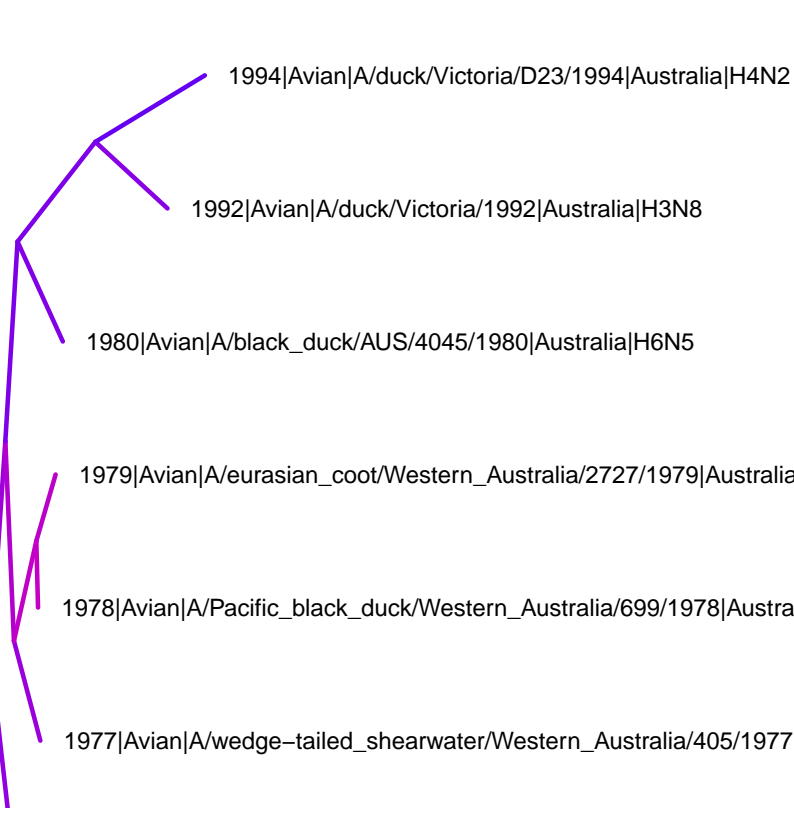 1994|Avian|A/duck/Victoria/D23/1994|Australia|H4N2
1992|Avian|A/duck/Victoria/1992|Australia|H3N8
1980|Avian|A/black_duck/AUS/4045/1980|Australia|H6N5
1979|Avian|A/eurasian_coot/Western_Australia/2727/1979|Australia
1978|Avian|A/Pacific_black_duck/Western_Australia/699/1978|Austra
1977|Avian|A/wedge−tailed_shearwater/Western_Australia/405/1977